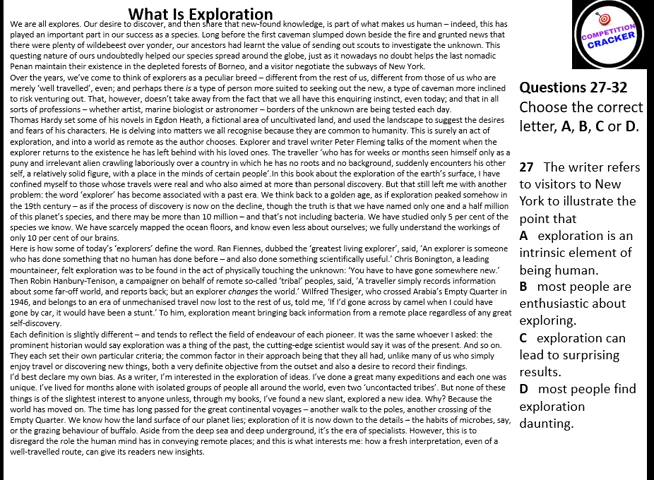 What Is Exploration
We are all explores. Our desire to discover, and then share that new-found knowledge, is part of what makes us human – indeed, this has
played an important part in our success as a species. Long before the first caveman slumped down beside the fire and grunted news that
there were plenty of wildebeest over yonder, our ancestors had learnt the value of sending out scouts to investigate the unknown. This
questing nature of ours undoubtedly helped our species spread around the globe, just as it nowadays no doubt helps the last nomadic
Penan maintain their existence in the depleted forests of Borneo, and a visitor negotiate the subways of New York.
Over the years, we've come to think of explorers as a peculiar breed – different from the rest of us, different from those of us who are
merely 'well travelled', even; and perhaps there is a type of person more suited to seeking out the new, a type of caveman more inclined
to risk venturing out. That, however, doesn't take away from the fact that we all have this enquiring instinct, even today; and that in all
sorts of professions – whether artist, marine biologist or astronomer – borders of the unknown are being tested each day.
Thomas Hardy set some of his novels in Egdon Heath, a fictional area of uncultivated land, and used the landscape to suggest the desires
and fears of his characters. He is delving into matters we all recognise because they are common to humanity. This is surely an act of
exploration, and into a world as remote as the author chooses. Explorer and travel writer Peter Fleming talks of the moment when the
explorer returns to the existence he has left behind with his loved ones. The traveller 'who has for weeks or months seen himself only as a
puny and irrelevant alien crawling laboriously over a country in which he has no roots and no background, suddenly encounters his other
self, a relatively solid figure, with a place in the minds of certain people'.In this book about the exploration of the earth's surface, I have
confined myself to those whose travels were real and who also aimed at more than personal discovery. But that still left me with another
problem: the word 'explorer' has become associated with a past era. We think back to a golden age, as if exploration peaked somehow in
the 19th century – as if the process of discovery is now on the decline, though the truth is that we have named only one and a half million
of this planet's species, and there may be more than 10 million – and that's not including bacteria. We have studied only 5 per cent of the
species we know. We have scarcely mapped the ocean floors, and know even less about ourselves; we fully understand the workings of
only 10 per cent of our brains.
Here is how some of today's 'explorers' define the word. Ran Fiennes, dubbed the 'greatest living explorer', said, 'An explorer is someone
who has done something that no human has done before – and also done something scientifically useful.' Chris Bonington, a leading
mountaineer, felt exploration was to be found in the act of physically touching the unknown: 'You have to have gone somewhere new.'
Then Robin Hanbury-Tenison, a campaigner on behalf of remote so-called 'tribal' peoples, said, 'A traveller simply records information
about some far-off world, and reports back; but an explorer changes the world.' Wilfred Thesiger, who crossed Arabia's Empty Quarter in
1946, and belongs to an era of unmechanised travel now lost to the rest of us, told me, 'If I'd gone across by camel when I could have
gone by car, it would have been a stunt.' To him, exploration meant bringing back information from a remote place regardless of any great
self-discovery.
Each definition is slightly different – and tends to reflect the field of endeavour of each pioneer. It was the same whoever I asked: the
prominent historian would say exploration was a thing of the past, the cutting-edge scientist would say it was of the present. And so on.
They each set their own particular criteria; the common factor in their approach being that they all had, unlike many of us who simply
enjoy travel or discovering new things, both a very definite objective from the outset and also a desire to record their findings.
I'd best declare my own bias. As a writer, I'm interested in the exploration of ideas. I've done a great many expeditions and each one was
unique. I've lived for months alone with isolated groups of people all around the world, even two 'uncontacted tribes'. But none of these
things is of the slightest interest to anyone unless, through my books, I've found a new slant, explored a new idea. Why? Because the
world has moved on. The time has long passed for the great continental voyages – another walk to the poles, another crossing of the
Empty Quarter. We know how the land surface of our planet lies; exploration of it is now down to the details – the habits of microbes, say,
or the grazing behaviour of buffalo. Aside from the deep sea and deep underground, it's the era of specialists. However, this is to
disregard the role the human mind has in conveying remote places; and this is what interests me: how a fresh interpretation, even of a
well-travelled route, can give its readers new insights.
COMPETITION
CRACKER
Questions 27-32
Choose the correct
letter, A, B, C or D.
27 The writer refers
to visitors to New
York to illustrate the
point that
A exploration is an
intrinsic element of
being human.
B most people are
enthusiastic about
exploring.
C exploration can
lead to surprising
results.
D most people find
exploration
daunting.